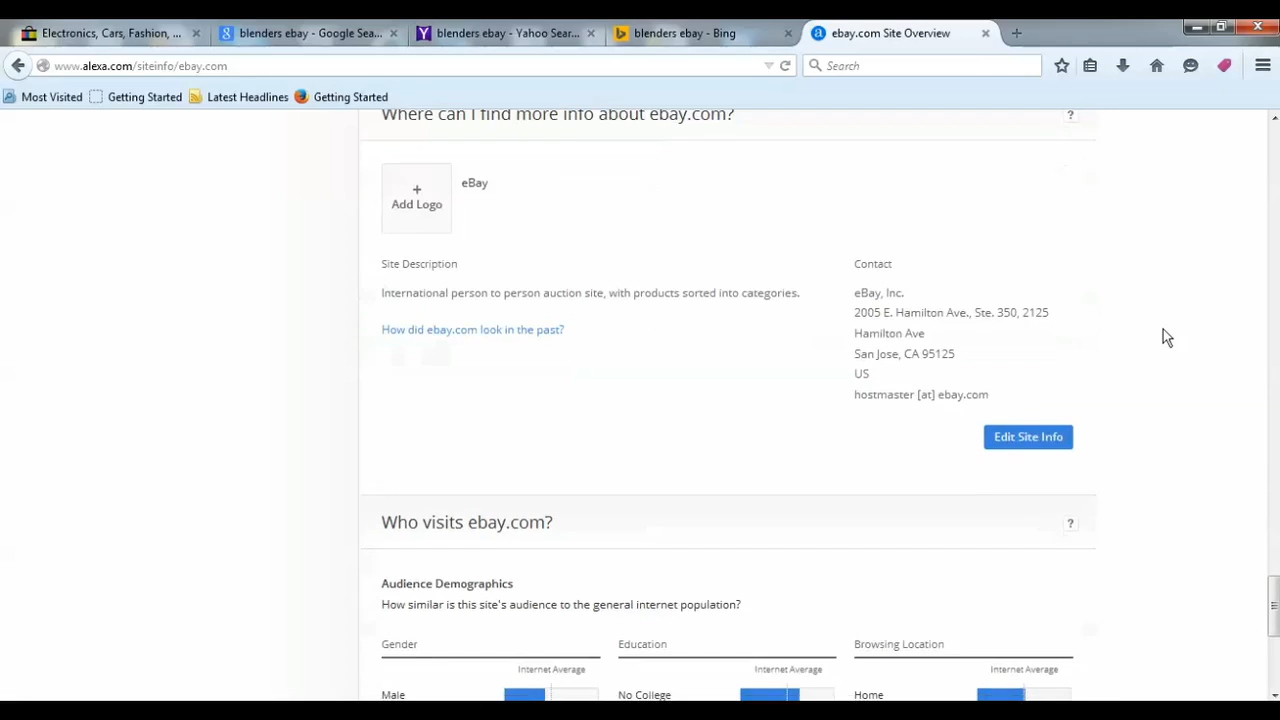 Electronics, Cars, Fashion, ...
blenders ebay - Google Sea...
blenders ebay - Yahoo Sear...
blenders ebay - Bing
ebay.com Site Overview
www.alexa.com/siteinfo/ebay.com
Search
Most Visited
Getting Started
Latest Headlines
Getting Started
Where can I find more info about ebay.com?
?
+
Add Logo
eBay
Site Description
International person to person auction site, with products sorted into categories.
How did ebay.com look in the past?
Contact
eBay, Inc.
2005 E. Hamilton Ave., Ste. 350, 2125
Hamilton Ave
San Jose, CA 95125
US
hostmaster [at] ebay.com
Edit Site Info
Who visits ebay.com?
?
Audience Demographics
How similar is this site's audience to the general internet population?
Gender
Education
Browsing Location
Internet Average
Internet Average
Internet Average
Male
No College
Home